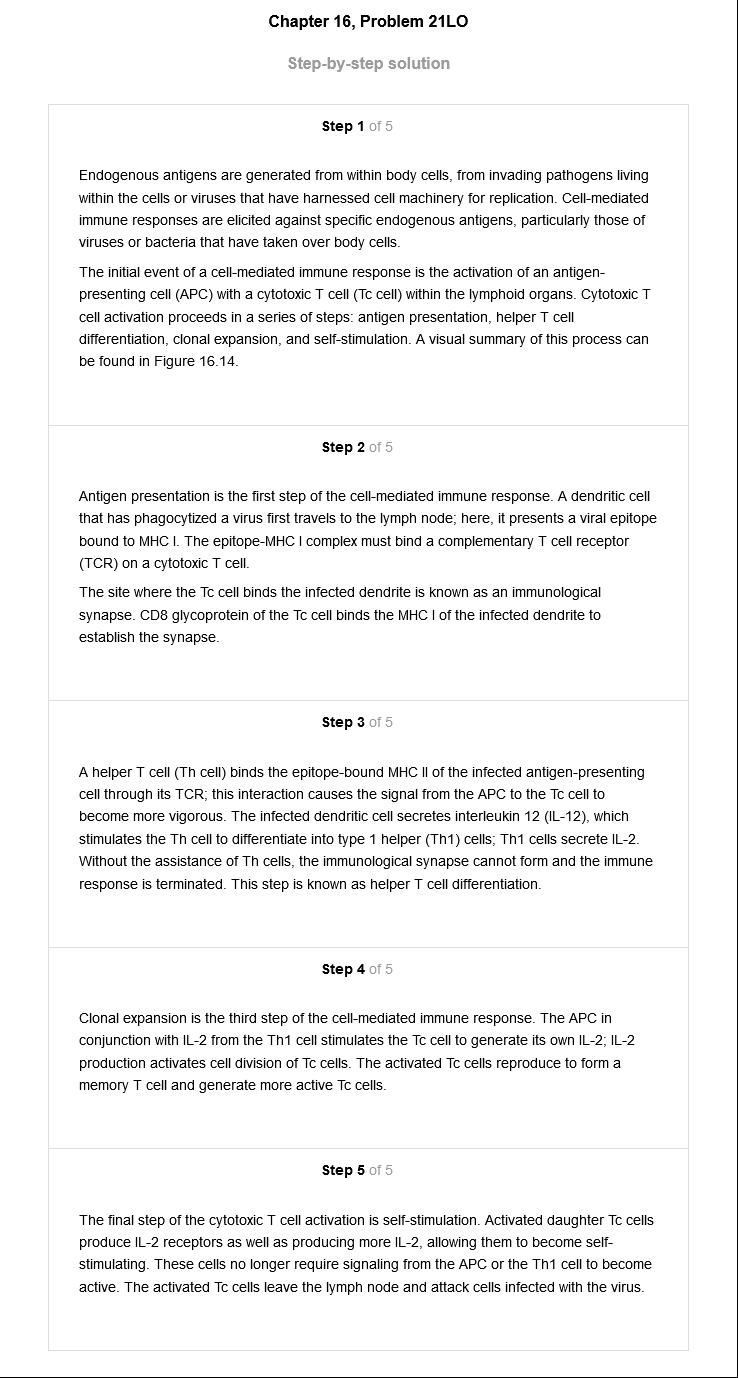 Chapter 16, Problem 21LO
Step-by-step solution
Step 1 of 5
Endogenous antigens are generated from within body cells, from invading pathogens living
within the cells or viruses that have harnessed cell machinery for replication. Cell-mediated
immune responses are elicited against specific endogenous antigens, particularly those of
viruses or bacteria that have taken over body cells.
The initial event of a cell-mediated immune response is the activation of an antigen-
presenting cell (APC) with a cytotoxic T cell (Tc cell) within the lymphoid organs. Cytotoxic T
cell activation proceeds in a series of steps: antigen presentation, helper T cell
differentiation, clonal expansion, and self-stimulation. A visual summary of this process can
be found in Figure 16.14.
Step 2 of 5
Antigen presentation is the first step of the cell-mediated immune response. A dendritic cell
that has phagocytized a virus first travels to the lymph node; here, it presents a viral epitope
bound to MHC I. The epitope-MHC I complex must bind a complementary T cell receptor
(TCR) on a cytotoxic T cell.
The site where the Tc cell binds the infected dendrite is known as an immunological
synapse. CD8 glycoprotein of the Tc cell binds the MHC I of the infected dendrite to
establish the synapse.
Step 3 of 5
A helper T cell (Th cell) binds the epitope-bound MHC II of the infected antigen-presenting
cell through its TCR; this interaction causes the signal from the APC to the Tc cell to
become more vigorous. The infected dendritic cell secretes interleukin 12 (IL-12), which
stimulates the Th cell to differentiate into type 1 helper (Th1) cells; Th1 cells secrete IL-2.
Without the assistance of Th cells, the immunological synapse cannot form and the immune
response is terminated. This step is known as helper T cell differentiation.
Step 4 of 5
Clonal expansion is the third step of the cell-mediated immune response. The APC in
conjunction with IL-2 from the Th1 cell stimulates the Tc cell to generate its own IL-2; IL-2
production activates cell division of Tc cells. The activated Tc cells reproduce to form a
memory T cell and generate more active Tc cells.
Step 5 of 5
The final step of the cytotoxic T cell activation is self-stimulation. Activated daughter Tc cells
produce IL-2 receptors as well as producing more IL-2, allowing them to become self-
stimulating. These cells no longer require signaling from the APC or the Th1 cell to become
active. The activated Tc cells leave the lymph node and attack cells infected with the virus.